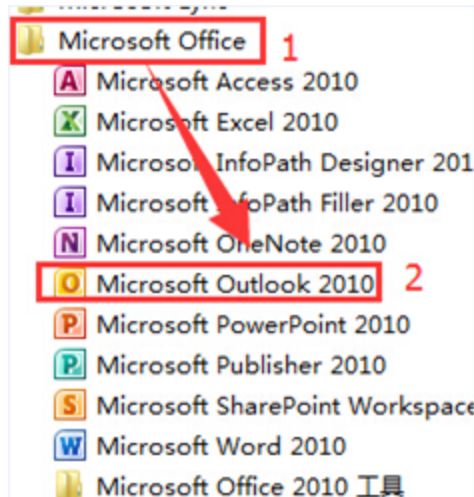 Microsoft Office 1
Microsoft Access 2010
Microsoft Excel 2010
Microsoft InfoPath Designer 201
Microsoft InfoPath Filler 2010
Microsoft OneNote 2010
Microsoft Outlook 2010 2
Microsoft PowerPoint 2010
Microsoft Publisher 2010
Microsoft SharePoint Workspace
Microsoft Word 2010
Microsoft Office 2010 工具